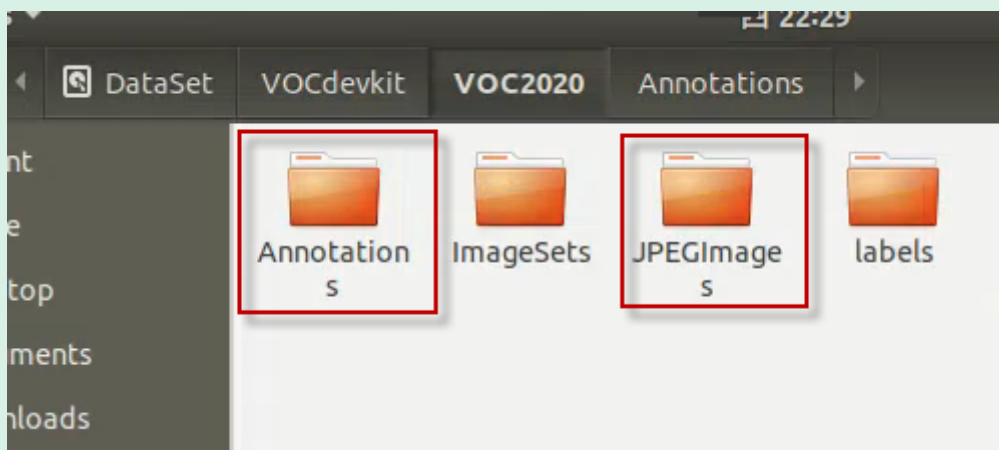 22:29
DataSet VOCdevkit VOC2020 Annotations
nt
e
top
ments
nloads
Annotation
s
ImageSets
JPEGImage
s
labels